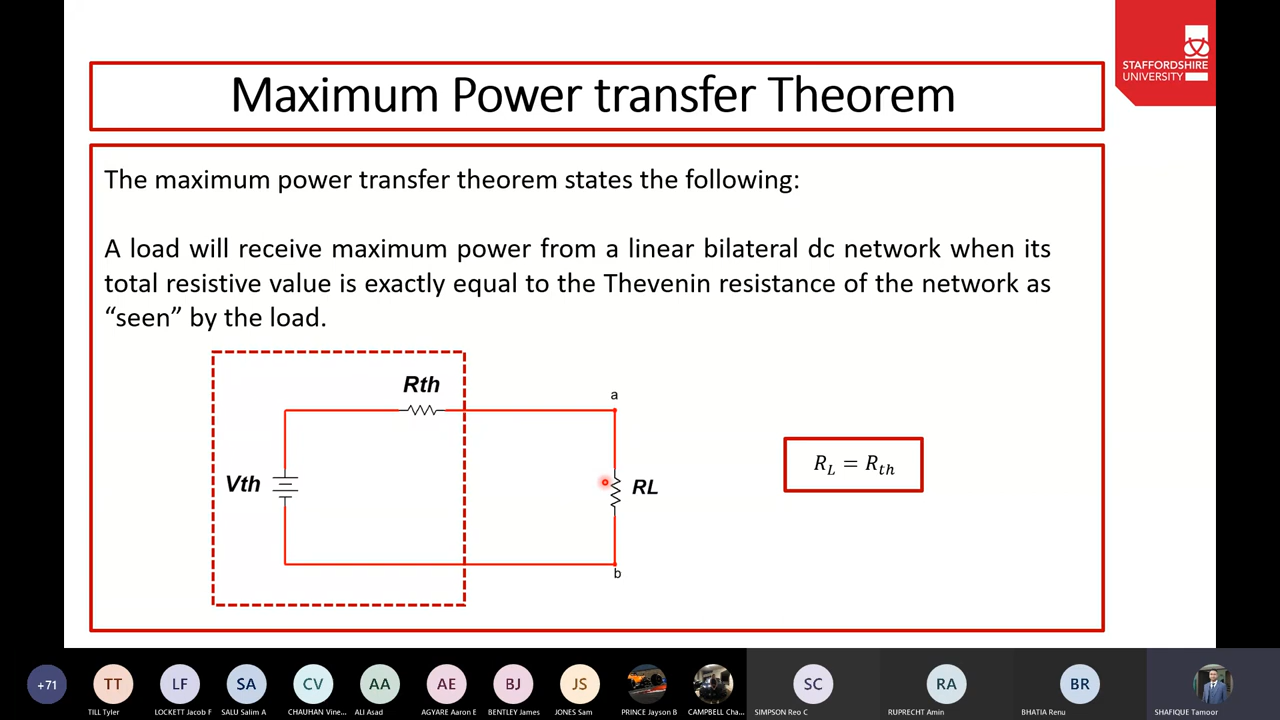 STAFFORDSHIRE
UNIVERSITY
Maximum Power transfer Theorem
The maximum power transfer theorem states the following:
A load will receive maximum power from a linear bilateral dc network when its
total resistive value is exactly equal to the Thevenin resistance of the network as
“seen” by the load.
Rth
a
Vth
RL
b
R_L = R_th
+71
TT
LF
SA
CV
AA
AE
BJ
JS
SC
RA
BR
TILL Tyler
LOCKETT Jacob F
SALU Salim A
CHAUHAN Vine...
ALI Asad
AGYARE Aaron E
BENTLEY James
JONES Sam
PRINCE Jayson B
CAMPBELL Cha...
SIMPSON Reo C
RUPRECHT Amin
BHATIA Renu
SHAFIQUE Tamoor